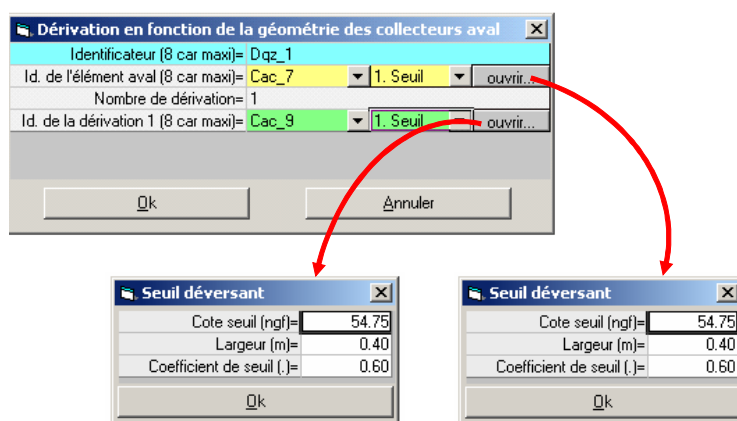 Dérivation en fonction de la géométrie des collecteurs aval
Identificateur (8 car maxi)= Dqz_1
Id. de l'élément aval (8 car maxi)= Cac_7 1. Seuil ouvrir...
Nombre de dérivation= 1
Id. de la dérivation 1 (8 car maxi)= Cac_9 1. Seuil ouvrir...
Ok Annuler
Seuil déversant
Cote seuil (ngf)= 54.75
Largeur (m)= 0.40
Coefficient de seuil (.)= 0.60
Ok
Seuil déversant
Cote seuil (ngf)= 54.75
Largeur (m)= 0.40
Coefficient de seuil (.)= 0.60
Ok